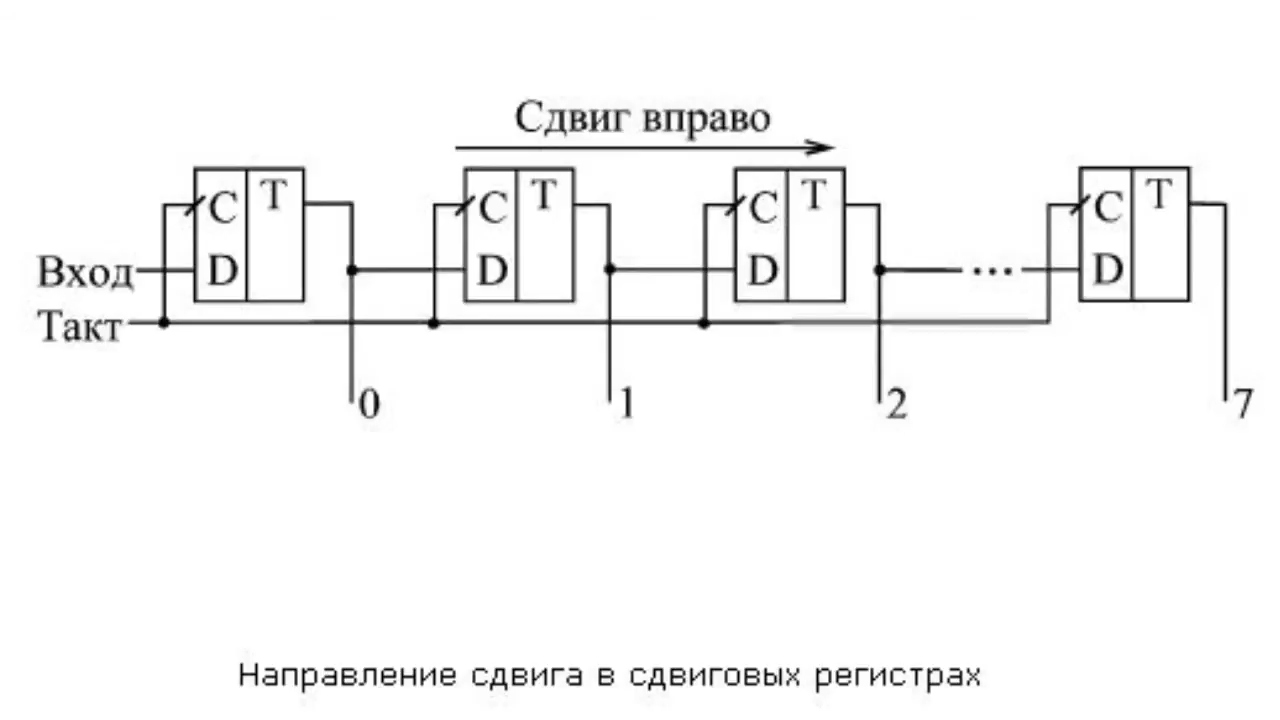 Сдвиг вправо
C T C T C T C T
Вход D D D ... D
Такт
0 1 2 7
Направление сдвига в сдвиговых регистрах